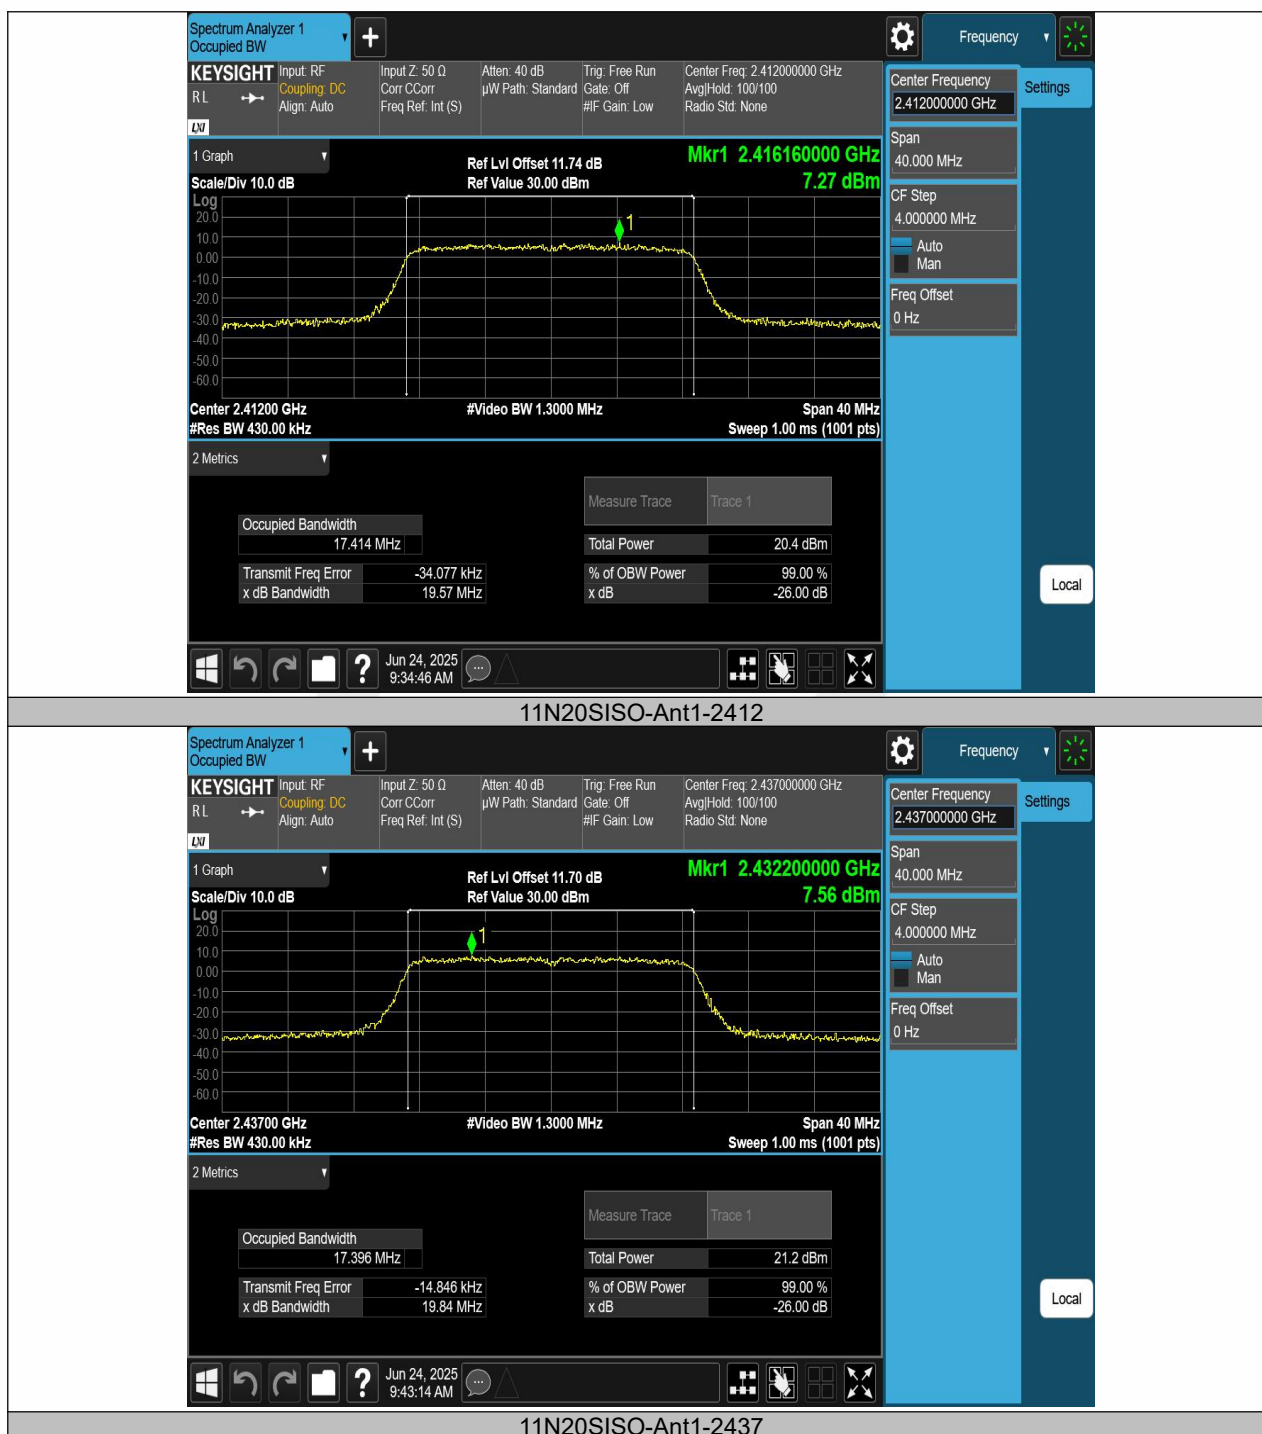 Spectrum Analyzer 1
Occupied BW
+
Frequency
KEYSIGHT
R L
LXI
Input: RF
Coupling: DC
Align: Auto
Input Z: 50 Ω
Corr CCorr
Freq Ref: Int (S)
Atten: 40 dB
µW Path: Standard
Trig: Free Run
Gate: Off
#IF Gain: Low
Center Freq: 2.412000000 GHz
Avg|Hold: 100/100
Radio Std: None
Center Frequency
2.412000000 GHz
Settings
Span
40.000 MHz
CF Step
4.000000 MHz
Auto
Man
Freq Offset
0 Hz
Local
1 Graph
Scale/Div 10.0 dB
Ref Lvl Offset 11.74 dB
Ref Value 30.00 dBm
Mkr1 2.416160000 GHz
7.27 dBm
Log
20.0
10.0
0.00
-10.0
-20.0
-30.0
-40.0
-50.0
-60.0
1
Center 2.41200 GHz
#Res BW 430.00 kHz
#Video BW 1.3000 MHz
Span 40 MHz
Sweep 1.00 ms (1001 pts)
2 Metrics
Measure Trace Trace 1
Occupied Bandwidth
17.414 MHz
Total Power 20.4 dBm
Transmit Freq Error -34.077 kHz
% of OBW Power 99.00 %
x dB Bandwidth 19.57 MHz
x dB -26.00 dB
?
Jun 24, 2025
9:34:46 AM
11N20SISO-Ant1-2412
Spectrum Analyzer 1
Occupied BW
+
Frequency
KEYSIGHT
R L
LXI
Input: RF
Coupling: DC
Align: Auto
Input Z: 50 Ω
Corr CCorr
Freq Ref: Int (S)
Atten: 40 dB
µW Path: Standard
Trig: Free Run
Gate: Off
#IF Gain: Low
Center Freq: 2.437000000 GHz
Avg|Hold: 100/100
Radio Std: None
Center Frequency
2.437000000 GHz
Settings
Span
40.000 MHz
CF Step
4.000000 MHz
Auto
Man
Freq Offset
0 Hz
Local
1 Graph
Scale/Div 10.0 dB
Ref Lvl Offset 11.70 dB
Ref Value 30.00 dBm
Mkr1 2.432200000 GHz
7.56 dBm
Log
20.0
10.0
0.00
-10.0
-20.0
-30.0
-40.0
-50.0
-60.0
1
Center 2.43700 GHz
#Res BW 430.00 kHz
#Video BW 1.3000 MHz
Span 40 MHz
Sweep 1.00 ms (1001 pts)
2 Metrics
Measure Trace Trace 1
Occupied Bandwidth
17.396 MHz
Total Power 21.2 dBm
Transmit Freq Error -14.846 kHz
% of OBW Power 99.00 %
x dB Bandwidth 19.84 MHz
x dB -26.00 dB
?
Jun 24, 2025
9:43:14 AM
11N20SISO-Ant1-2437